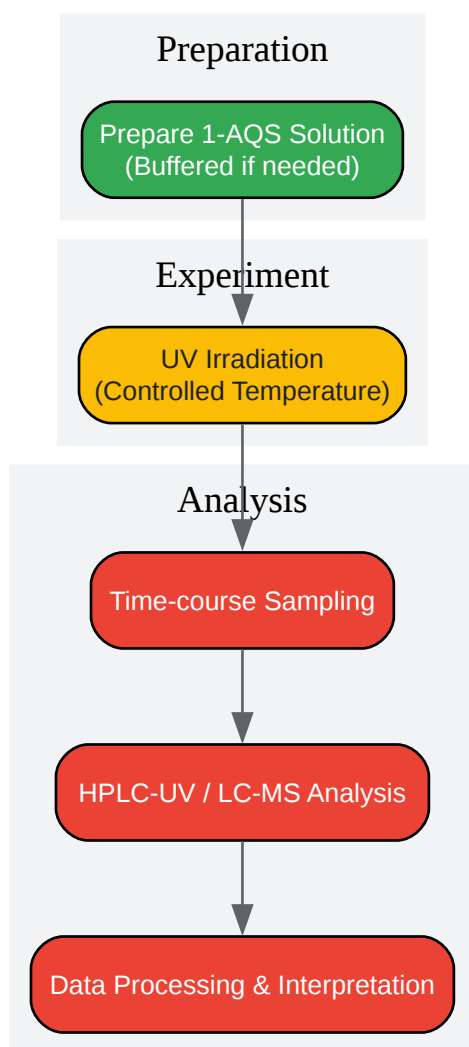 Preparation
Prepare 1-AQS Solution
(Buffered if needed)
Experiment
UV Irradiation
(Controlled Temperature)
Analysis
Time-course Sampling
HPLC-UV / LC-MS Analysis
Data Processing & Interpretation